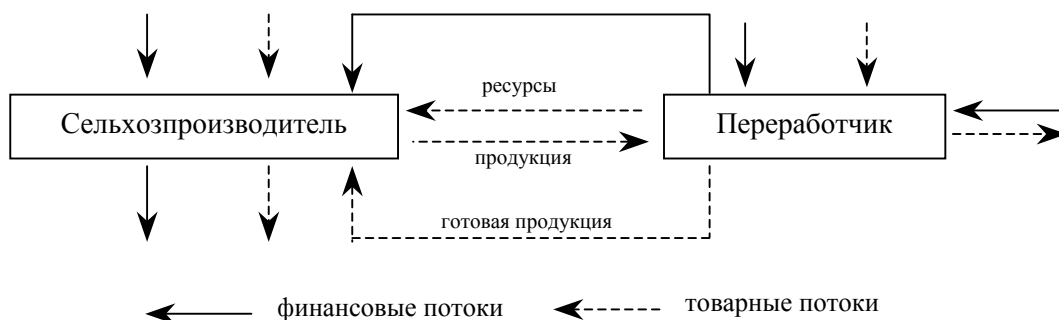 ресурсы
Сельхозпроизводитель
Переработчик
продукция
готовая продукция
финансовые потоки
товарные потоки